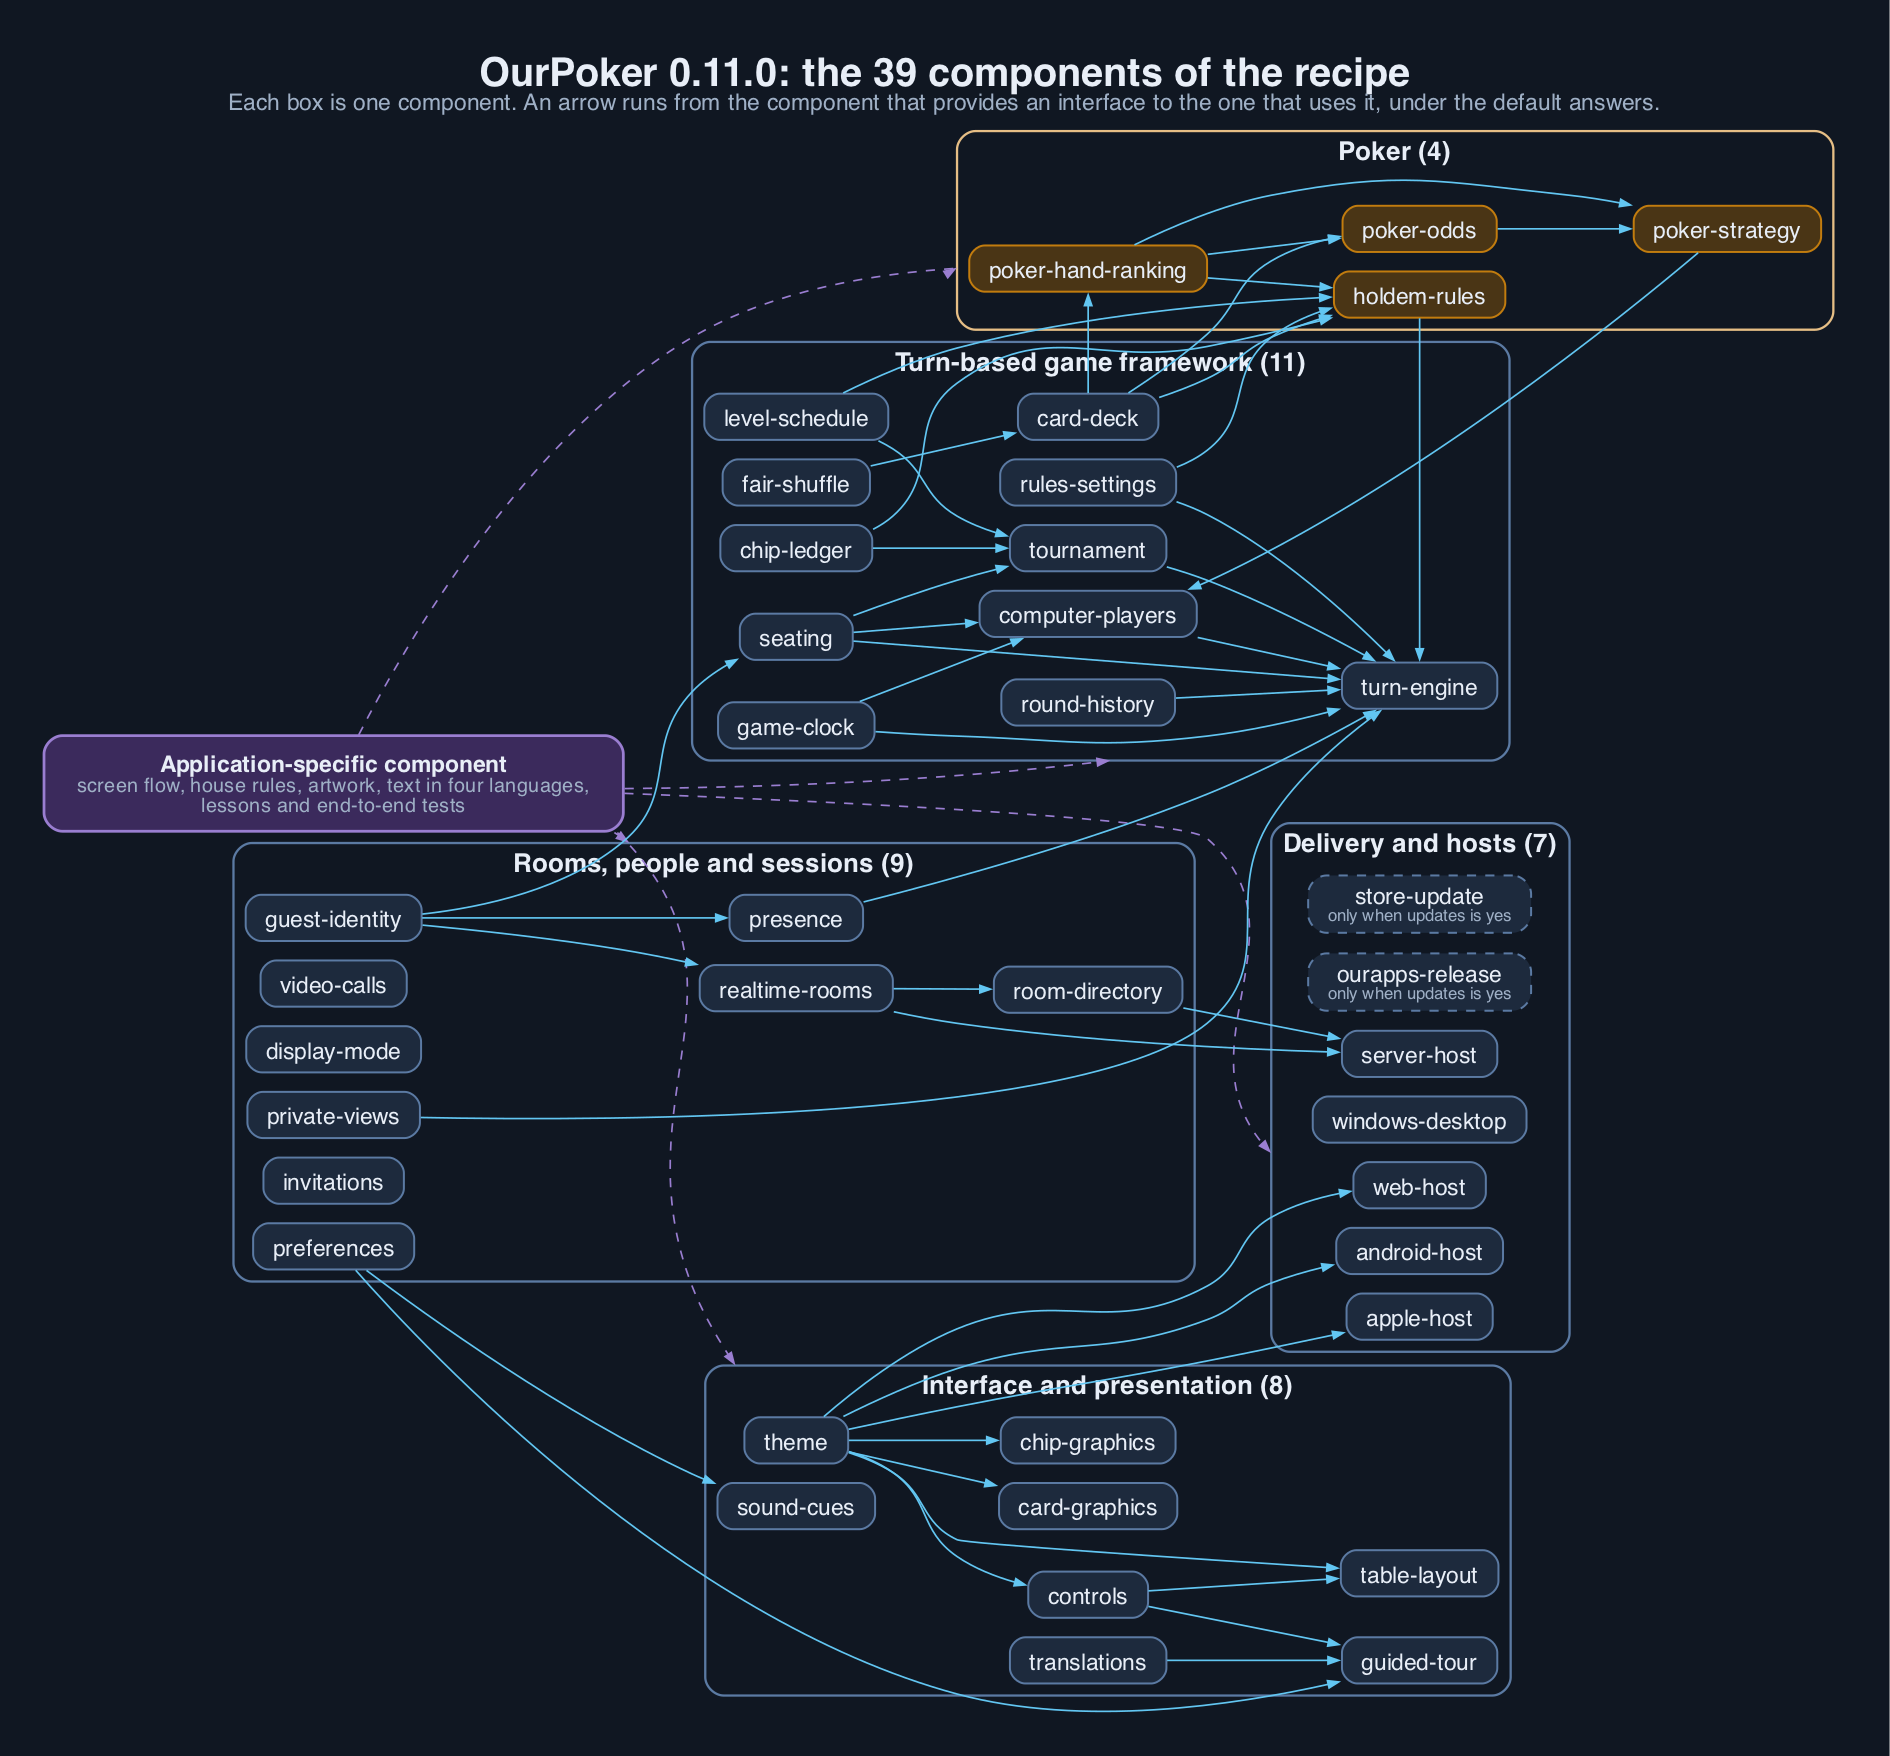 OurPoker 0.11.0: the 39 components of the recipe
Each box is one component. An arrow runs from the component that provides an interface to the one that uses it, under the default answers.
Poker (4)
poker-hand-ranking
poker-odds
poker-strategy
holdem-rules
Turn-based game framework (11)
level-schedule
card-deck
fair-shuffle
rules-settings
chip-ledger
tournament
computer-players
seating
turn-engine
round-history
game-clock
Application-specific component
screen flow, house rules, artwork, text in four languages,
lessons and end-to-end tests
Rooms, people and sessions (9)
guest-identity
presence
video-calls
realtime-rooms
room-directory
display-mode
private-views
invitations
preferences
Delivery and hosts (7)
store-update
only when updates is yes
ourapps-release
only when updates is yes
server-host
windows-desktop
web-host
android-host
apple-host
Interface and presentation (8)
theme
chip-graphics
sound-cues
card-graphics
table-layout
controls
translations
guided-tour